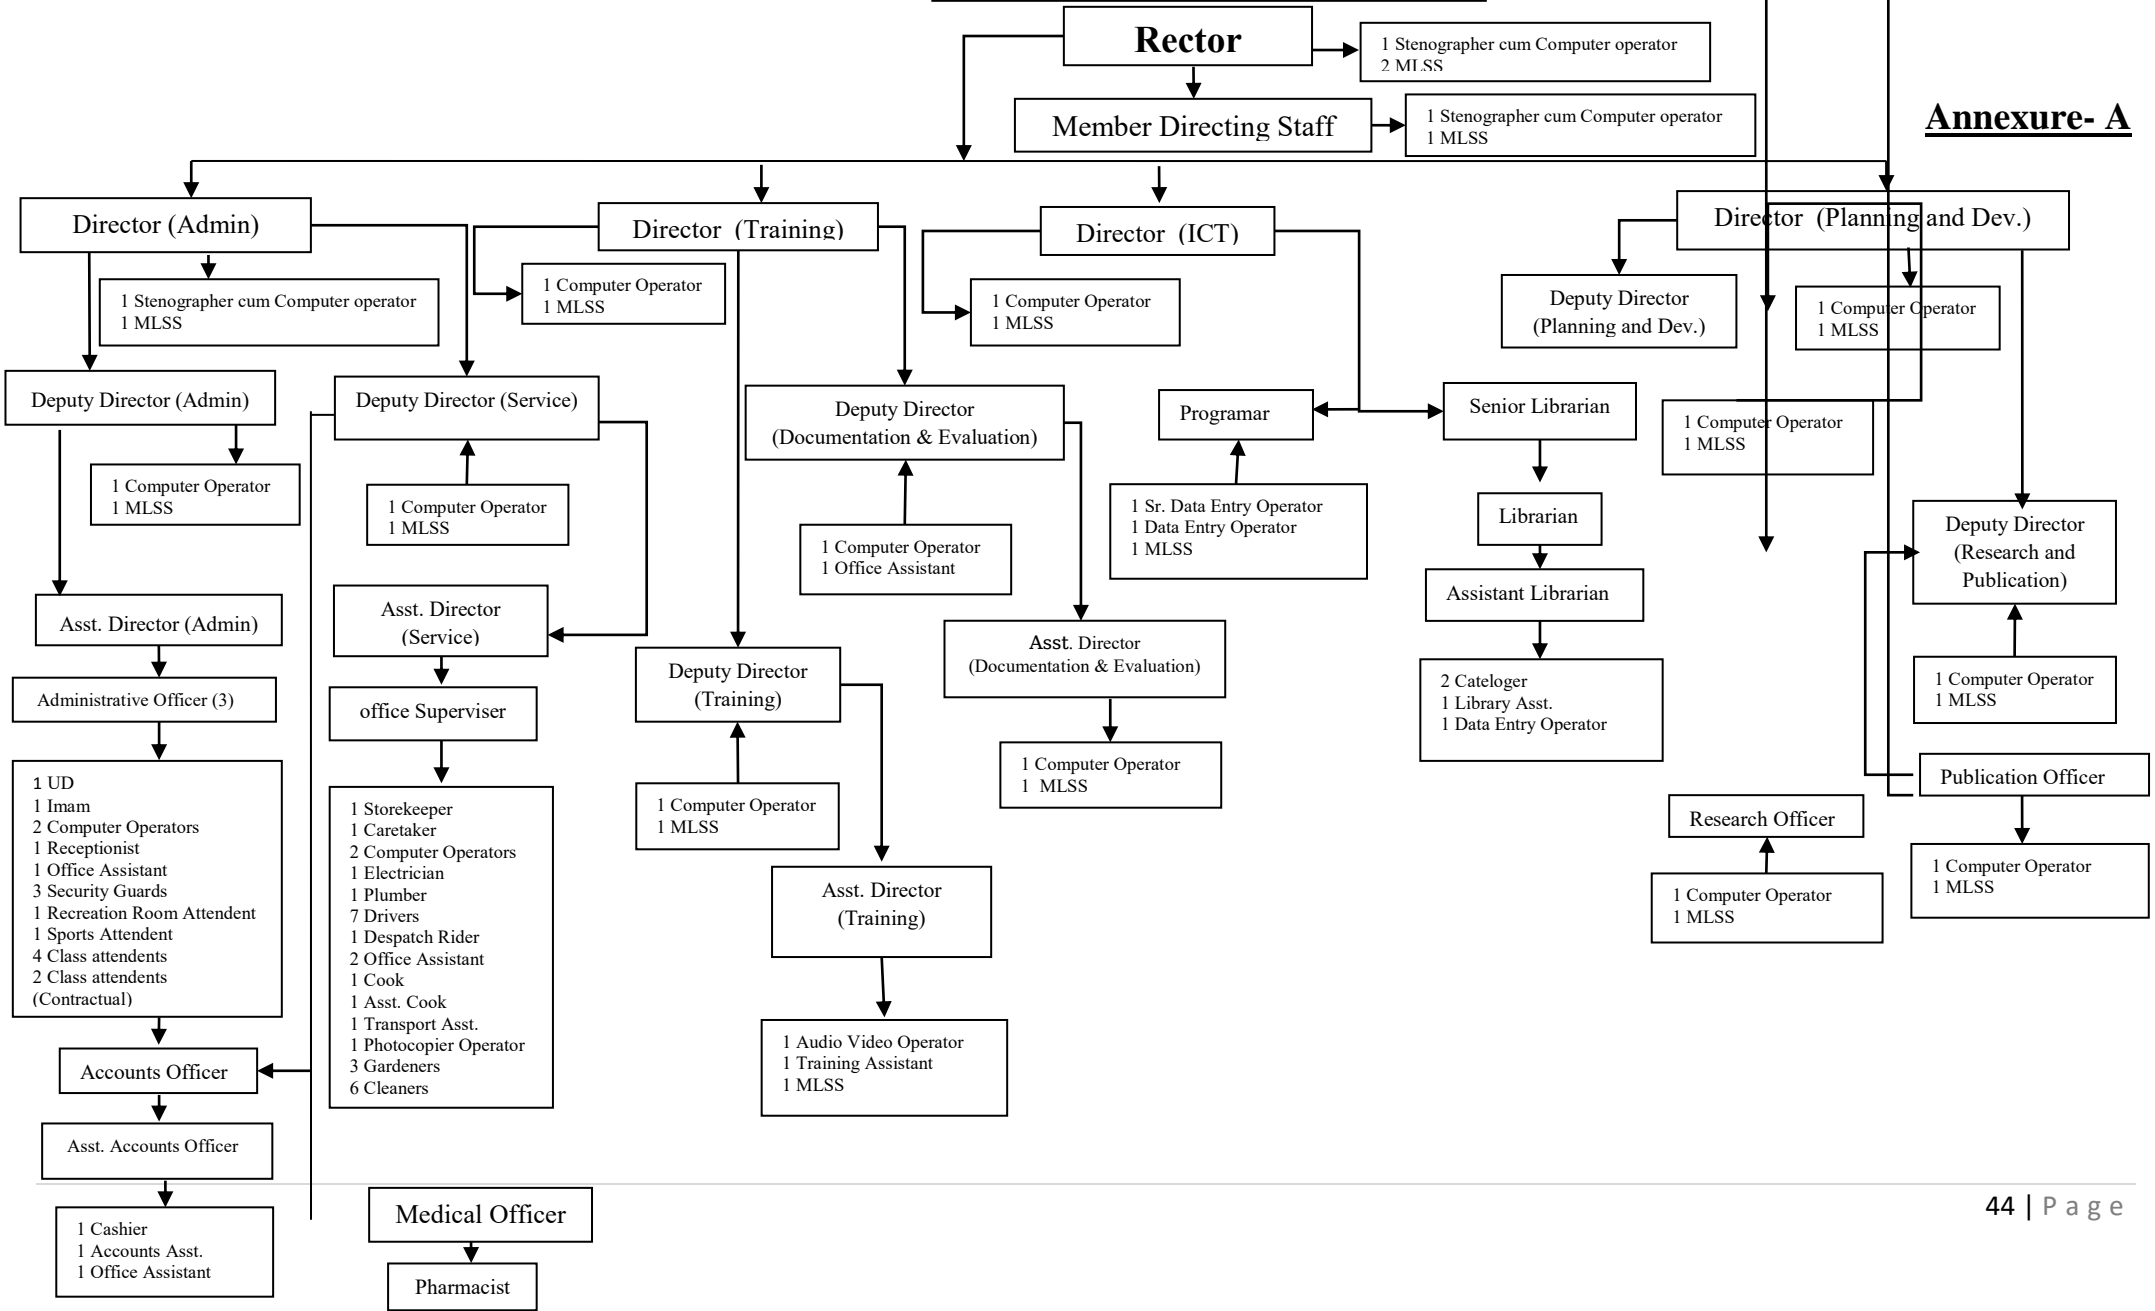 Rector
1 Stenographer cum Computer operator
2 MLSS
Member Directing Staff
1 Stenographer cum Computer operator
1 MLSS
Annexure- A
Director (Admin)
Director (Training)
Director (ICT)
Director (Planning and Dev.)
1 Stenographer cum Computer operator
1 MLSS
1 Computer Operator
1 MLSS
1 Computer Operator
1 MLSS
Deputy Director
(Planning and Dev.)
1 Computer Operator
1 MLSS
Deputy Director (Admin)
Deputy Director (Service)
Deputy Director
(Documentation & Evaluation)
Programar
Senior Librarian
1 Computer Operator
1 MLSS
1 Computer Operator
1 MLSS
1 Computer Operator
1 MLSS
1 Computer Operator
1 Office Assistant
1 Sr. Data Entry Operator
1 Data Entry Operator
1 MLSS
Librarian
Deputy Director
(Research and
Publication)
Asst. Director (Admin)
Asst. Director
(Service)
Deputy Director
(Training)
Asst. Director
(Documentation & Evaluation)
Assistant Librarian
2 Cateloger
1 Library Asst.
1 Data Entry Operator
1 Computer Operator
1 MLSS
Administrative Officer (3)
office Superviser
1 Computer Operator
1 MLSS
1 Computer Operator
1 MLSS
Publication Officer
Research Officer
1 Computer Operator
1 MLSS
1 Computer Operator
1 MLSS
1 UD
1 Imam
2 Computer Operators
1 Receptionist
1 Office Assistant
3 Security Guards
1 Recreation Room Attendent
1 Sports Attendent
4 Class attendents
2 Class attendents
(Contractual)
1 Storekeeper
1 Caretaker
2 Computer Operators
1 Electrician
1 Plumber
7 Drivers
1 Despatch Rider
2 Office Assistant
1 Cook
1 Asst. Cook
1 Transport Asst.
1 Photocopier Operator
3 Gardeners
6 Cleaners
Asst. Director
(Training)
1 Audio Video Operator
1 Training Assistant
1 MLSS
Accounts Officer
Asst. Accounts Officer
1 Cashier
1 Accounts Asst.
1 Office Assistant
Medical Officer
Pharmacist
44 | Page